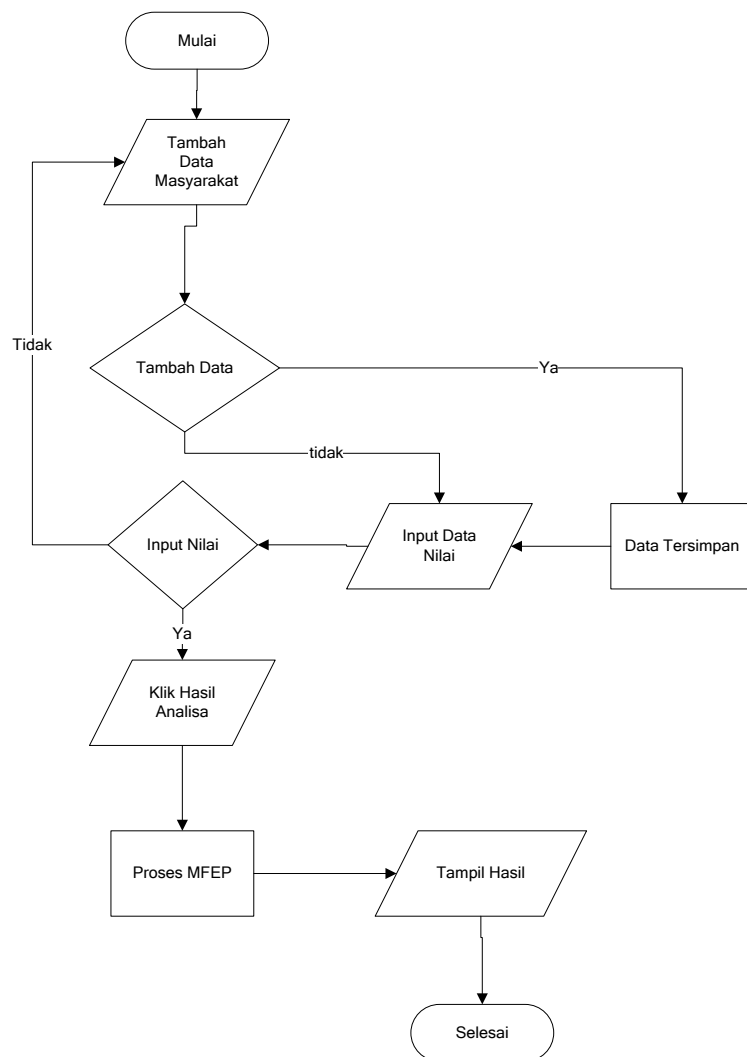 Mulai
Tambah
Data
Masyarakat
Tidak
Tambah Data
Ya
tidak
Input Nilai
Input Data
Nilai
Data Tersimpan
Ya
Klik Hasil
Analisa
Proses MFEP
Tampil Hasil
Selesai